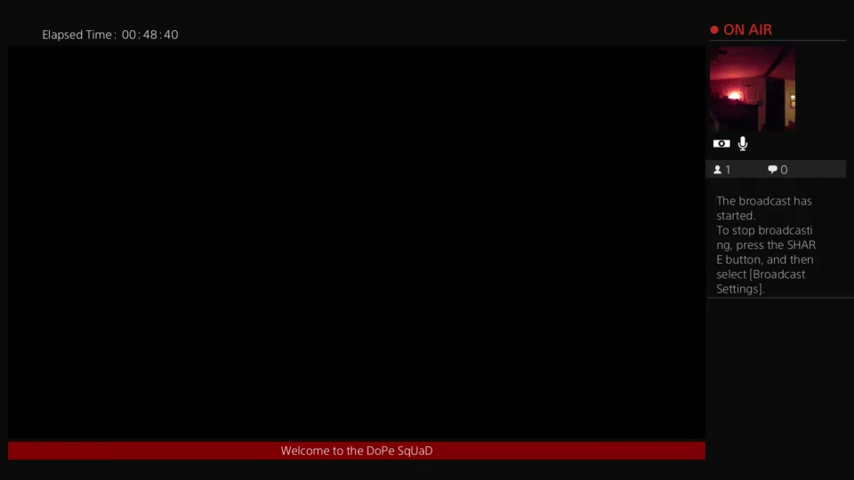 Elapsed Time : 00:48:40
ON AIR
1 0
The broadcast has
started.
To stop broadcasti
ng, press the SHAR
E button, and then
select [Broadcast
Settings].
Welcome to the DoPe SqUaD